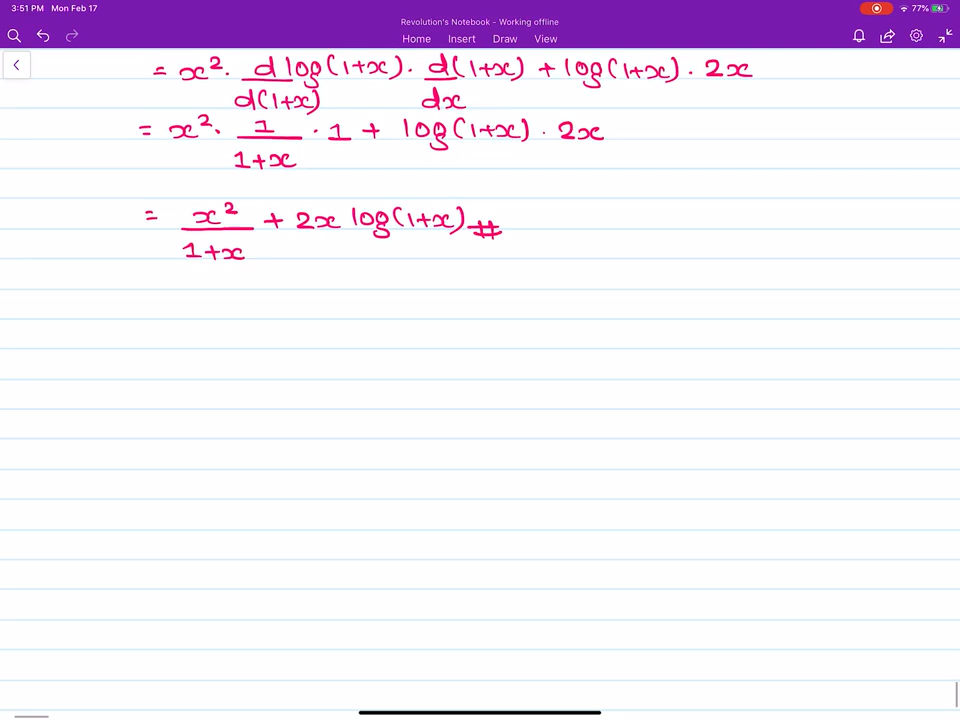 3:51 PM Mon Feb 17
77%
Revolution's Notebook - Working offline
Home Insert Draw View
= x². d log(1+x) . d(1+x) + log(1+x) . 2x
d(1+x) dx
= x². 1 . 1 + log(1+x) . 2x
1+x
= x² + 2x log(1+x) #
1+x